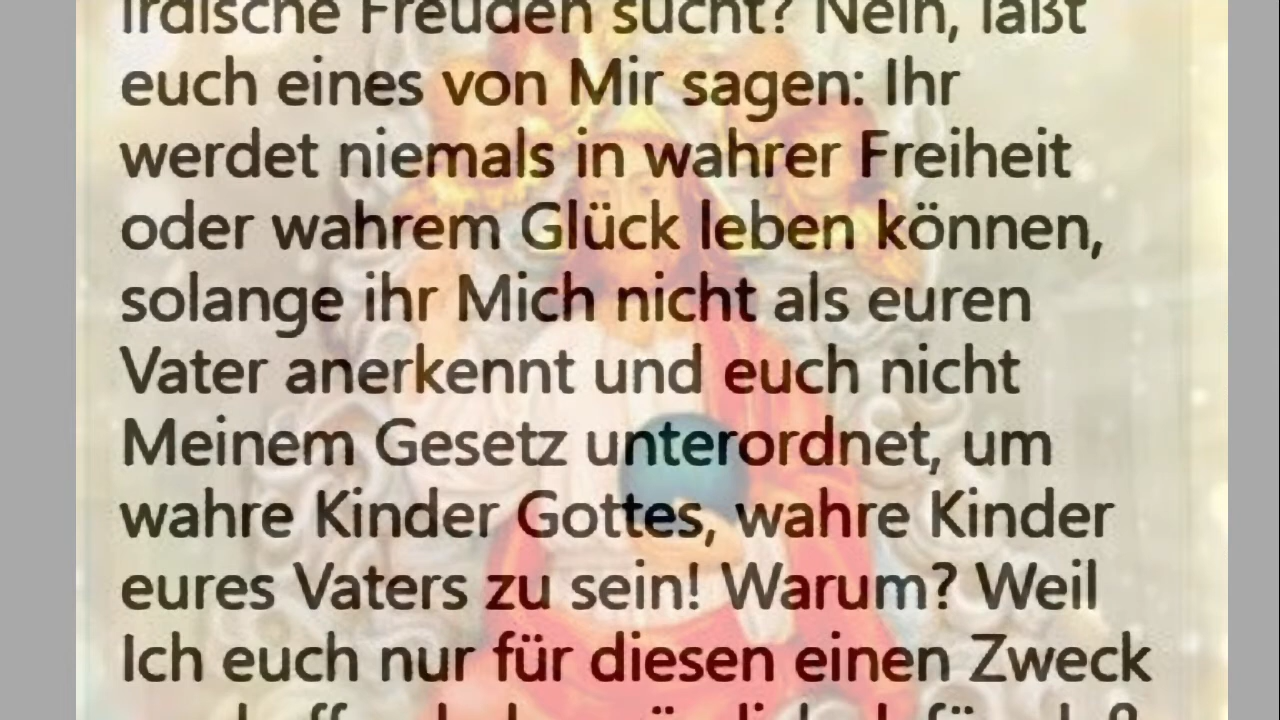 irdische Freuden sucht? Nein, laßt
euch eines von Mir sagen: Ihr
werdet niemals in wahrer Freiheit
oder wahrem Glück leben können,
solange ihr Mich nicht als euren
Vater anerkennt und euch nicht
Meinem Gesetz unterordnet, um
wahre Kinder Gottes, wahre Kinder
eures Vaters zu sein! Warum? Weil
Ich euch nur für diesen einen Zweck